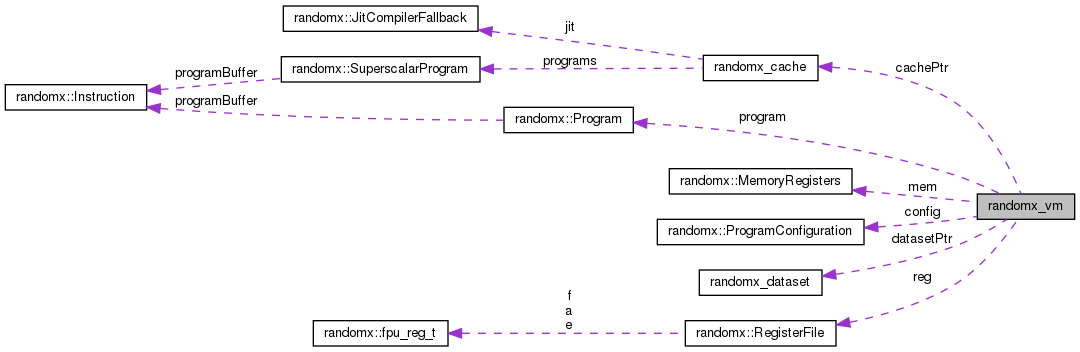 randomx::JitCompilerFallback
jit
programBuffer
randomx::SuperscalarProgram
programs
randomx_cache
cachePtr
randomx::Instruction
programBuffer
randomx::Program
program
randomx::MemoryRegisters
mem
randomx_vm
config
randomx::ProgramConfiguration
datasetPtr
randomx_dataset
reg
f
a
e
randomx::fpu_reg_t
randomx::RegisterFile